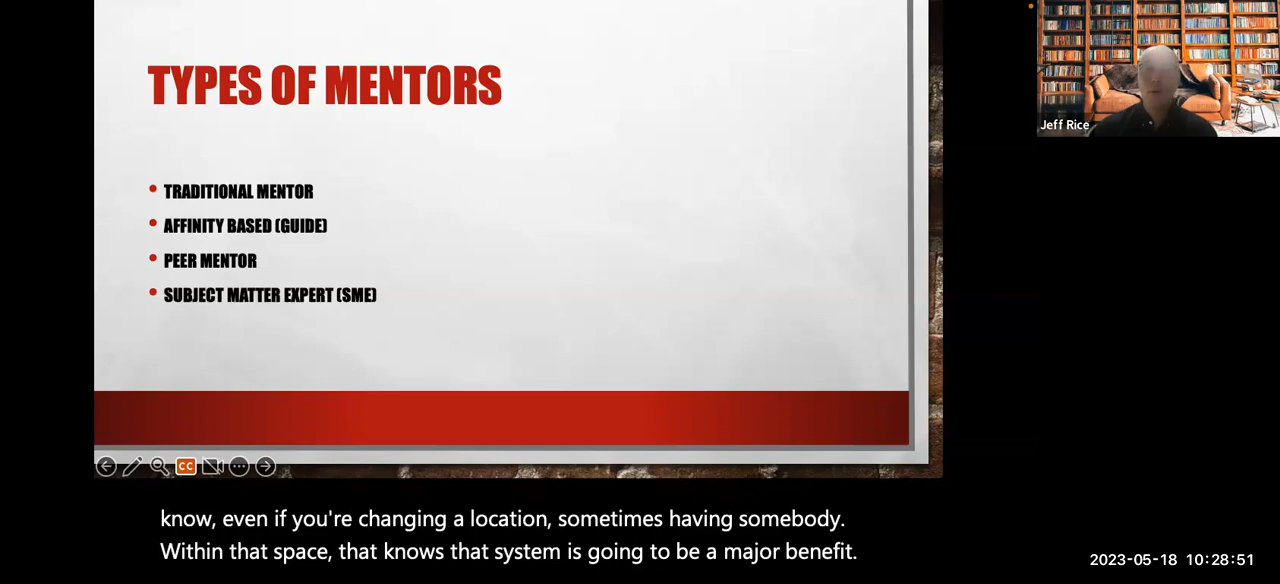 TYPES OF MENTORS
• TRADITIONAL MENTOR
• AFFINITY BASED (GUIDE)
• PEER MENTOR
• SUBJECT MATTER EXPERT (SME)
Jeff Rice
CC
know, even if you're changing a location, sometimes having somebody.
Within that space, that knows that system is going to be a major benefit.
2023-05-18 10:28:51